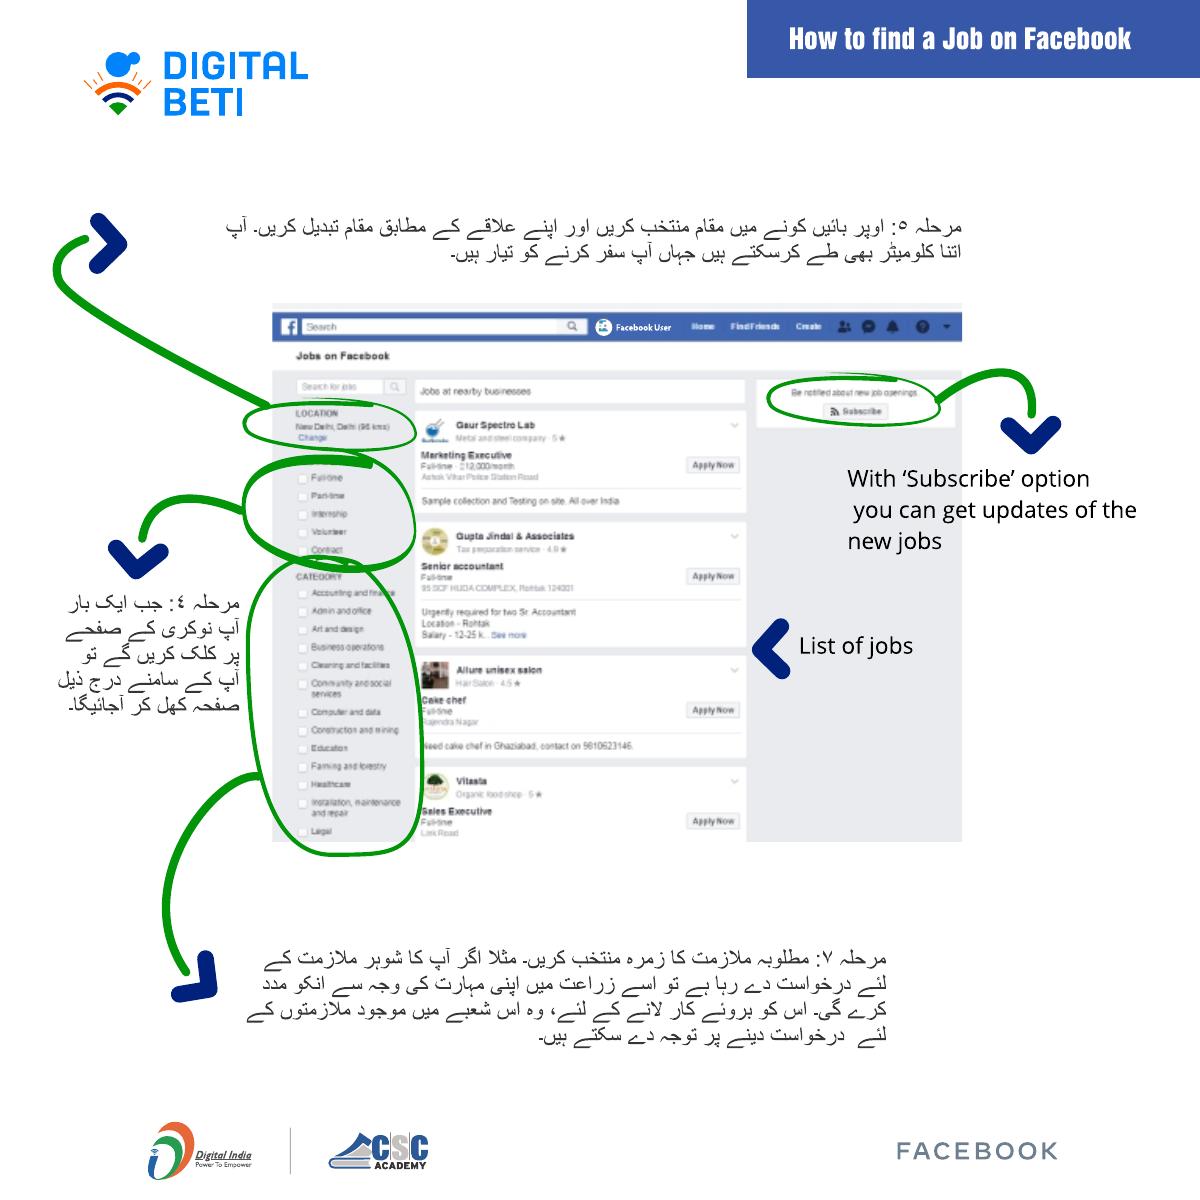 How to find a Job on Facebook
DIGITAL
BETI
مرحلہ ٥: اوپر بائیں کونے میں مقام منتخب کریں اور اپنے علاقے کے مطابق مقام تبدیل کریں۔ آپ
اتنا کلومیٹر بھی طے کرسکتے ہیں جہاں آپ سفر کرنے کو تیار ہیں۔
Search
Facebook User
Home
Find Friends
Create
Jobs on Facebook
Search for jobs
LOCATION
New Delhi, Delhi (96 kms)
Change
Full-time
Part-time
Internship
Volunteer
Contract
CATEGORY
Accounting and finance
Admin and office
Art and design
Business operations
Cleaning and facilities
Community and social
services
Computer and data
Construction and mining
Education
Farming and forestry
Healthcare
Installation, maintenance
and repair
Legal
Jobs at nearby businesses
Gaur Spectro Lab
Metal and steel company · 5 ★
Marketing Executive
Full-time · 12,000/month
Ashok Vihar Police Station Road
Apply Now
Sample collection and Testing on site. All over India
Gupta Jindal & Associates
Tax preparation service · 4.9 ★
Senior accountant
Full-time
95 SCF HUDA COMPLEX, Rohtak 124001
Apply Now
Urgently required for two Sr. Accountant
Location - Rohtak
Salary - 12-25 k.. See more
Allure unisex salon
Hair Salon · 4.5 ★
Cake chef
Full-time
Rajendra Nagar
Apply Now
Need cake chef in Ghaziabad, contact on 9810623146.
Vitasta
Organic food shop · 5 ★
Sales Executive
Full-time
Link Road
Apply Now
Be notified about new job openings.
Subscribe
With ‘Subscribe’ option
you can get updates of the
new jobs
List of jobs
مرحلہ ٤: جب ایک بار
آپ نوکری کے صفحے
پر کلک کریں گے تو
آپ کے سامنے درج ذیل
صفحہ کھل کر آجائیگا۔
مرحلہ ٧: مطلوبہ ملازمت کا زمرہ منتخب کریں۔ مثلا اگر آپ کا شوہر ملازمت کے
لئے درخواست دے رہا ہے تو اسے زراعت میں اپنی مہارت کی وجہ سے انکو مدد
کرے گی۔ اس کو بروئے کار لانے کے لئے، وہ اس شعبے میں موجود ملازمتوں کے
لئے درخواست دینے پر توجہ دے سکتے ہیں۔
Digital India
Power To Empower
CSC
ACADEMY
FACEBOOK